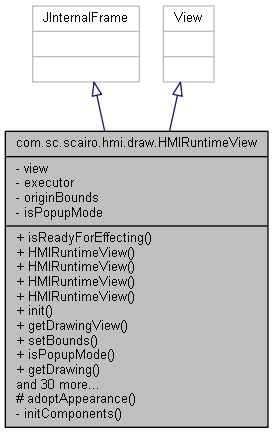 JInternalFrame
View
com.sc.scairo.hmi.draw.HMIRuntimeView
- view
- executor
- originBounds
- isPopupMode
+ isReadyForEffecting()
+ HMIRuntimeView()
+ HMIRuntimeView()
+ HMIRuntimeView()
+ HMIRuntimeView()
+ init()
+ getDrawingView()
+ setBounds()
+ isPopupMode()
+ getDrawing()
and 30 more...
# adoptAppearance()
- initComponents()